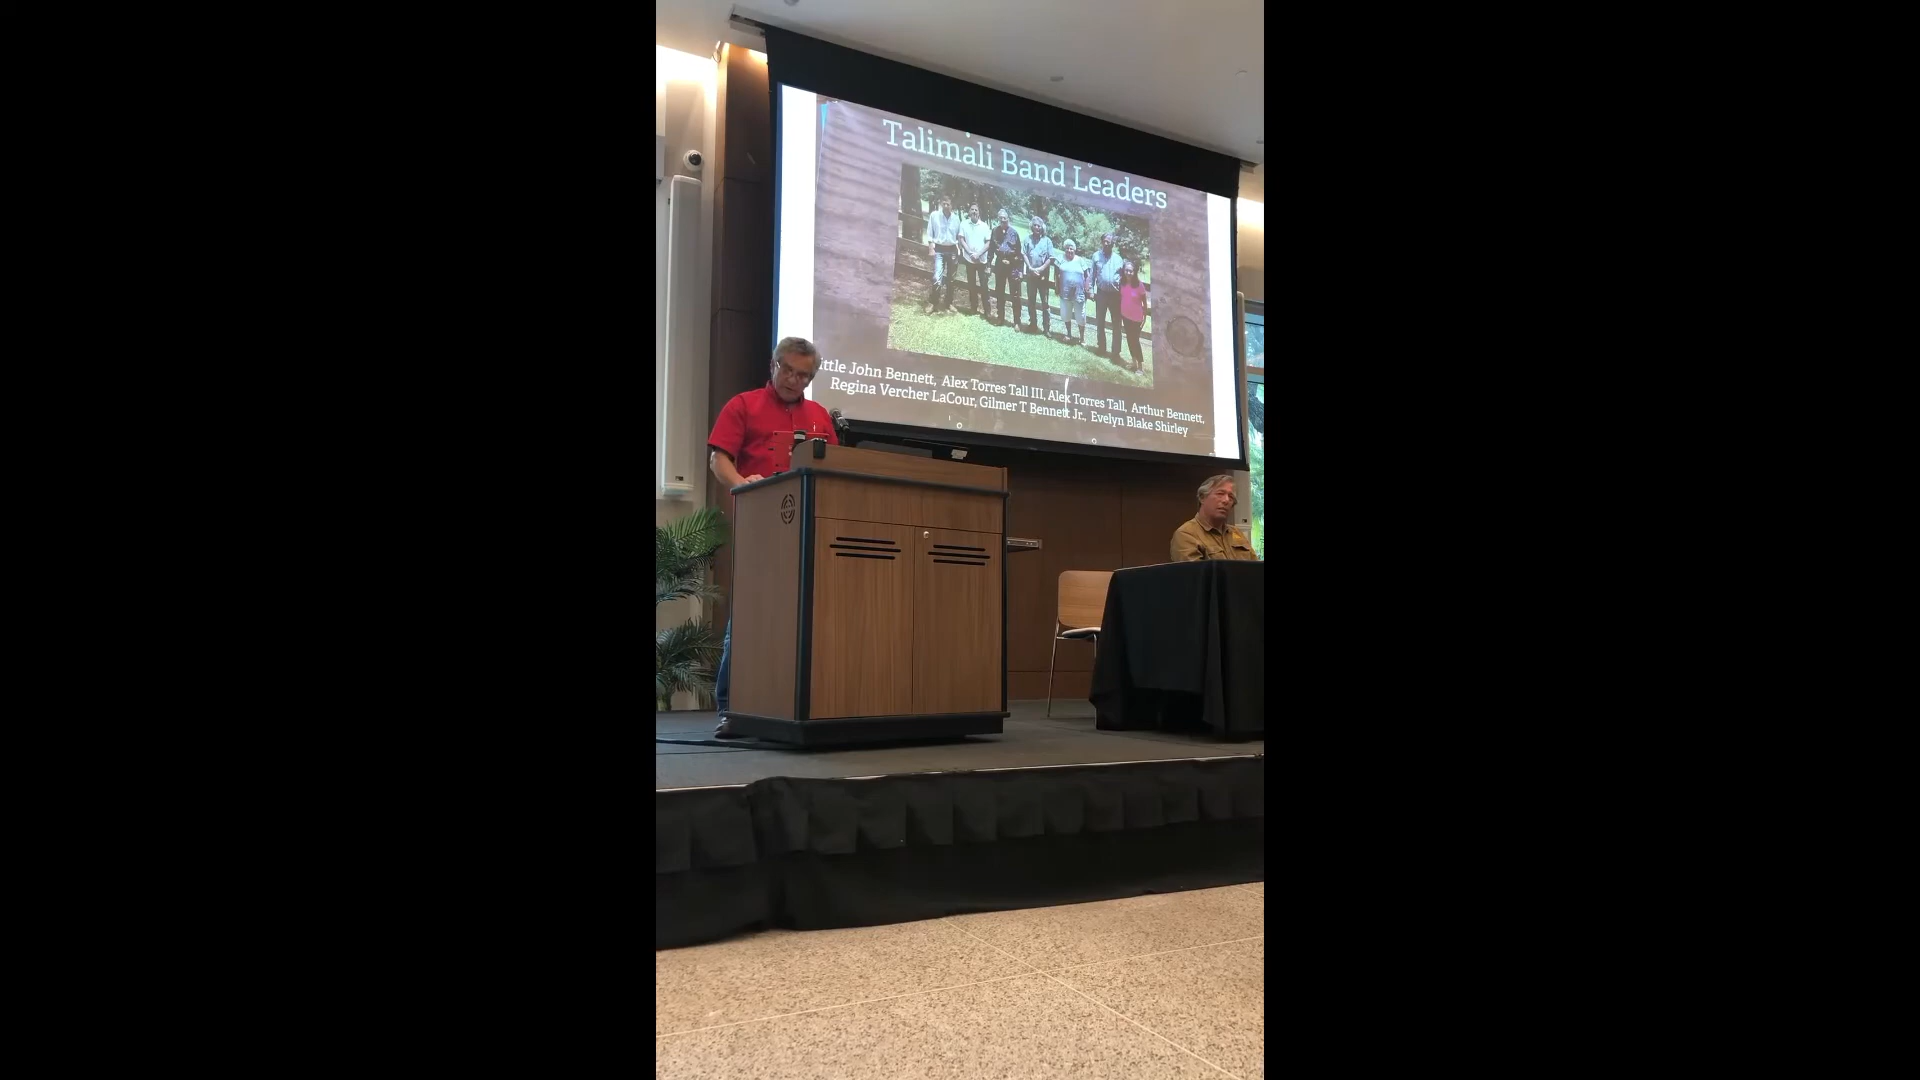 Talimali Band Leaders
ittle John Bennett, Alex Torres Tall III, Alex Torres Tall, Arthur Bennett,
Regina Vercher LaCour, Gilmer T Bennett Jr., Evelyn Blake Shirley